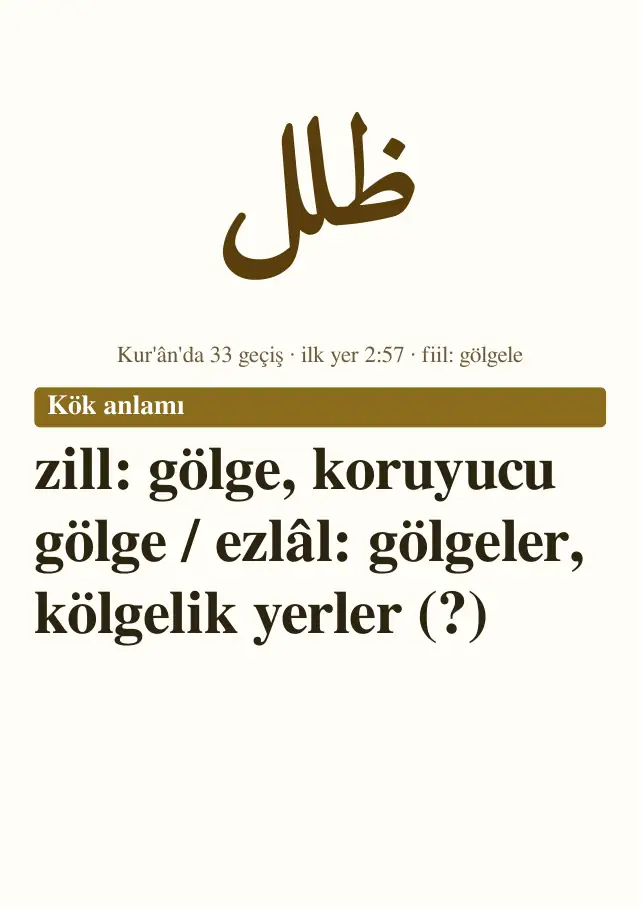 ظلل
Kur'ân'da 33 geçiş · ilk yer 2:57 · fiil: gölgele
Kök anlamı
zill: gölge, koruyucu
gölge / ezlâl: gölgeler,
kölgelik yerler (?)